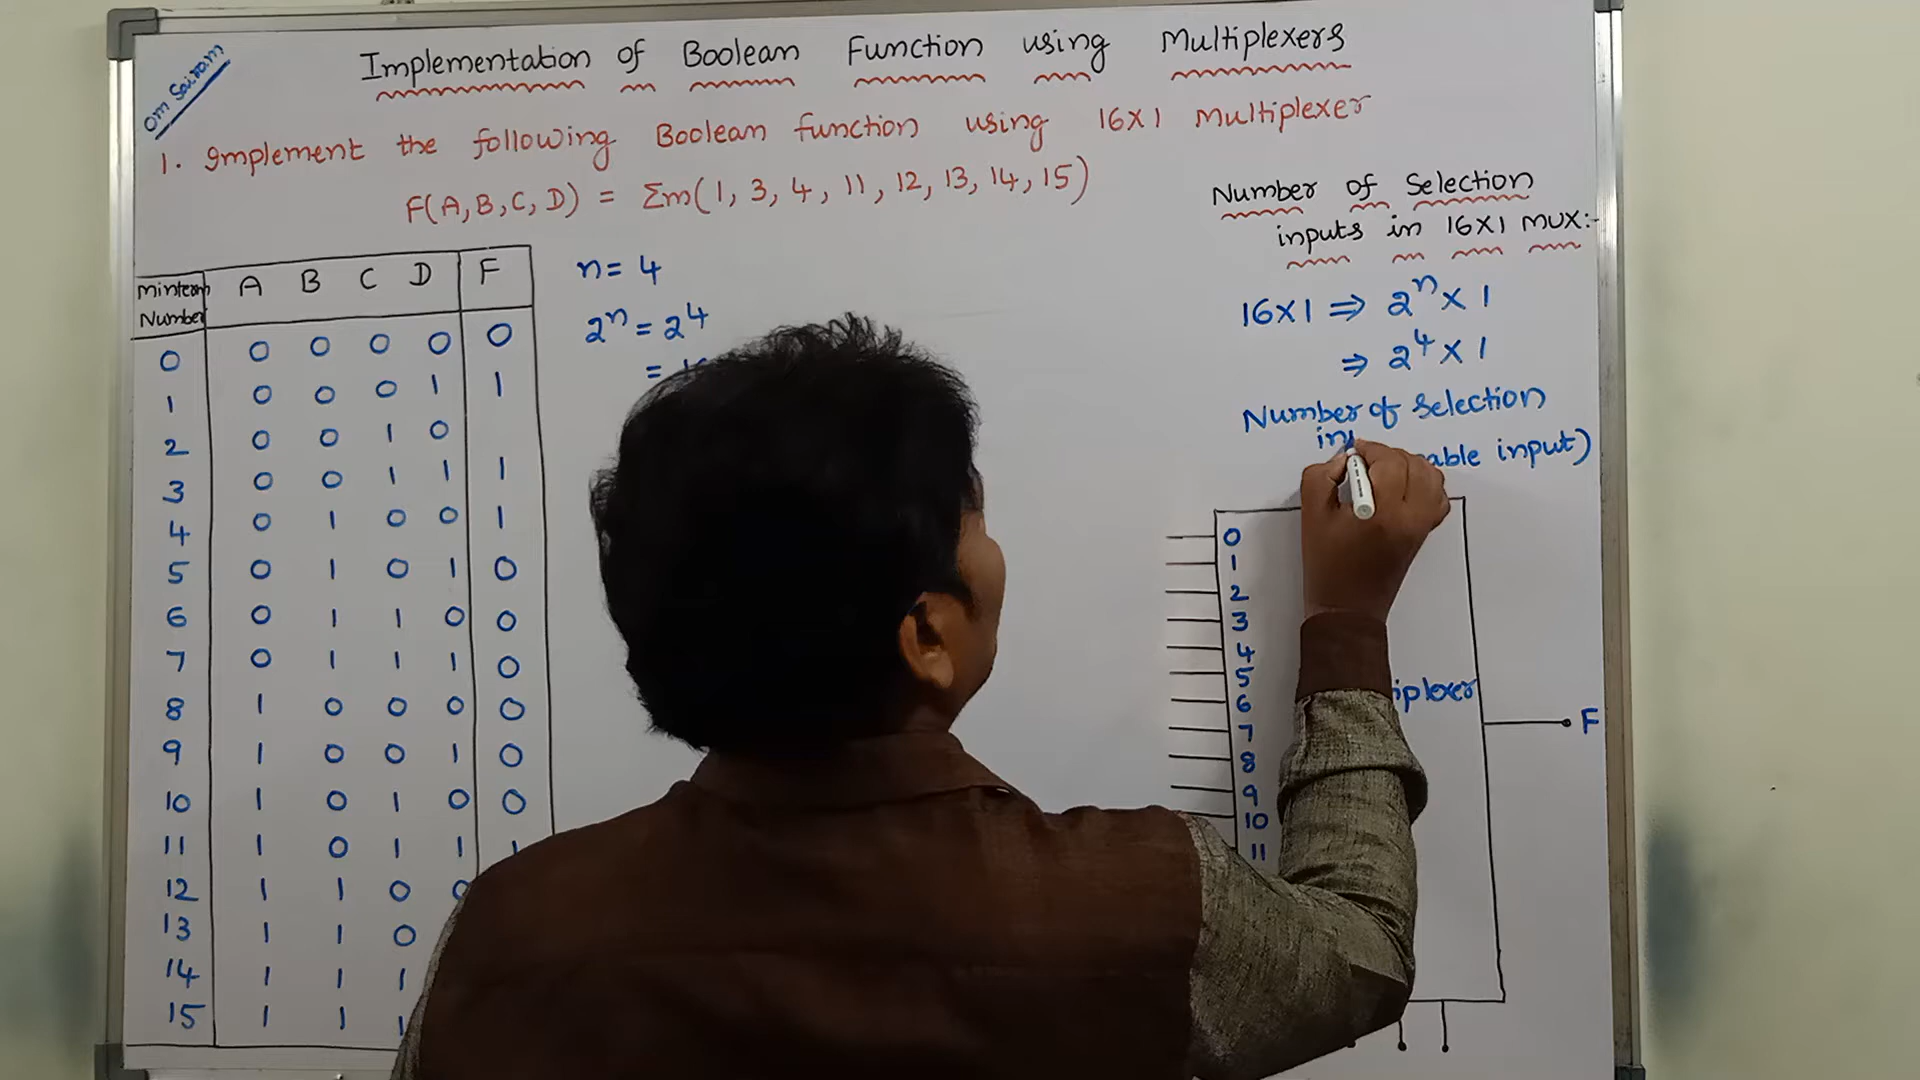 Om Sairam
Implementation of Boolean Function using Multiplexers
1. Implement the following Boolean function using 16X1 Multiplexer
F(A,B,C,D) = Σm(1, 3, 4, 11, 12, 13, 14, 15)
Minterm Number A B C D F
0 0 0 0 0 0
1 0 0 0 1 1
2 0 0 1 0
3 0 0 1 1 1
4 0 1 0 0 1
5 0 1 0 1 0
6 0 1 1 0 0
7 0 1 1 1 0
8 1 0 0 0 0
9 1 0 0 1 0
10 1 0 1 0 0
11 1 0 1 1 1
12 1 1 0 0
13 1 1 0
14 1 1 1
15 1 1 1
n = 4
2ⁿ = 2⁴
=
Number of Selection
inputs in 16X1 MUX:-
16X1 ⇒ 2ⁿ X 1
⇒ 2⁴ X 1
Number of Selection
able input)
0
1
2
3
4
5
6
7
8
9
10
11
iplexer
F